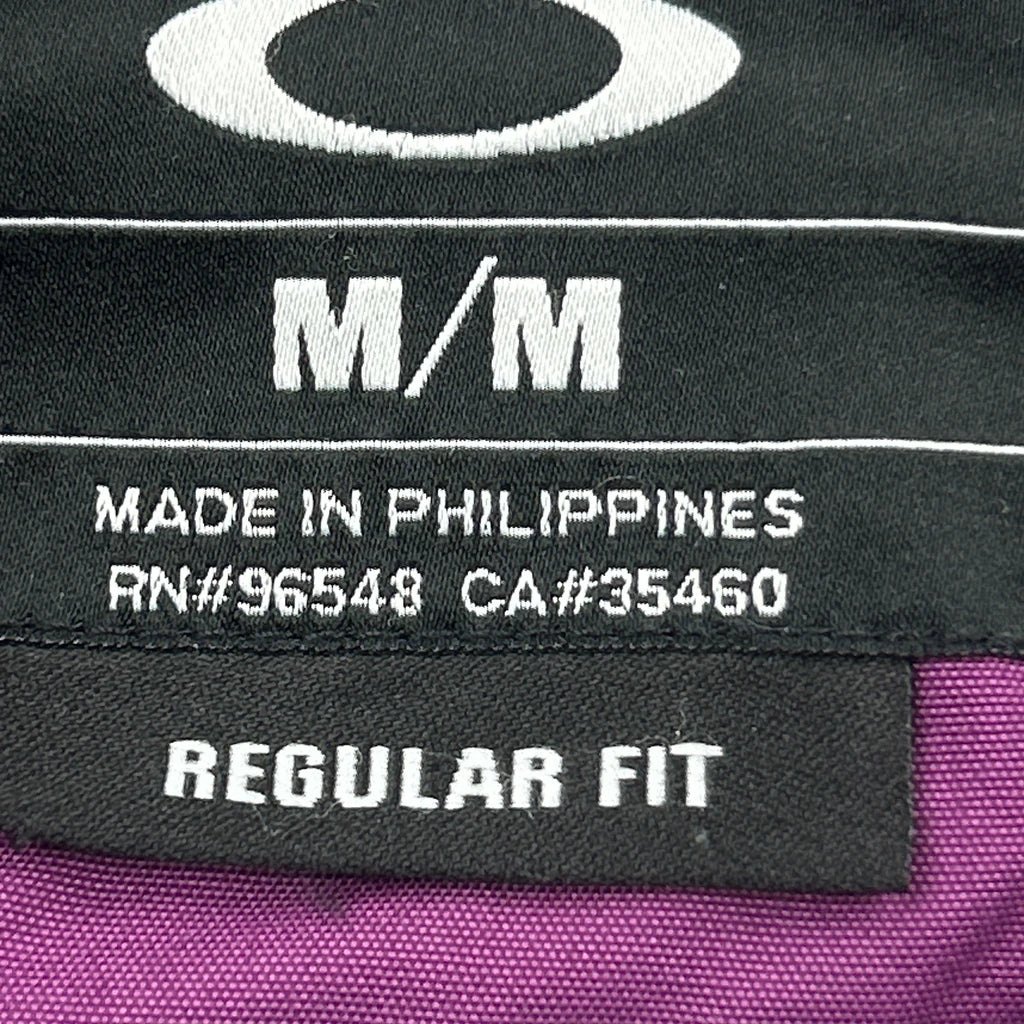 M/M
MADE IN PHILIPPINES
RN#96548 CA#35460
REGULAR FIT